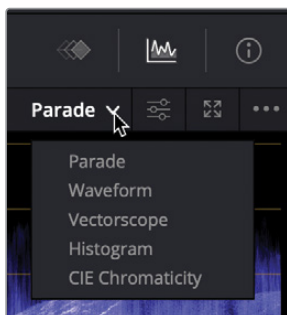 Parade
Parade
Waveform
Vectorscope
Histogram
CIE Chromaticity